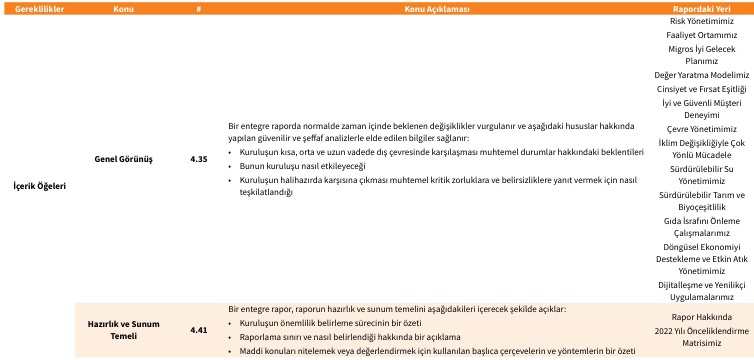 Gereklilikler Konu # Konu Açıklaması Rapordaki Yeri
İçerik Öğeleri
Genel Görünüş
4.35
Bir entegre raporda normalde zaman içinde beklenen değişiklikler vurgulanır ve aşağıdaki hususlar hakkında
yapılan güvenilir ve şeffaf analizlerle elde edilen bilgiler sağlanır:
• Kuruluşun kısa, orta ve uzun vadede dış çevresinde karşılaşması muhtemel durumlar hakkındaki beklentileri
• Bunun kuruluşu nasıl etkileyeceği
• Kuruluşun halihazırda karşısına çıkması muhtemel kritik zorluklara ve belirsizliklere yanıt vermek için nasıl
teşkilatlandığı
Risk Yönetimimiz
Faaliyet Ortamımız
Migros İyi Gelecek
Planımız
Değer Yaratma Modelimiz
Cinsiyet ve Fırsat Eşitliği
İyi ve Güvenli Müşteri
Deneyimi
Çevre Yönetimimiz
İklim Değişikliğiyle Çok
Yönlü Mücadele
Sürdürülebilir Su
Yönetimimiz
Sürdürülebilir Tarım ve
Biyoçeşitlilik
Gıda İsrafını Önleme
Çalışmalarımız
Döngüsel Ekonomiyi
Destekleme ve Etkin Atık
Yönetimimiz
Dijitalleşme ve Yenilikçi
Uygulamalarımız
Hazırlık ve Sunum
Temeli
4.41
Bir entegre rapor, raporun hazırlık ve sunum temelini aşağıdakileri içerecek şekilde açıklar:
• Kuruluşun önemlilik belirleme sürecinin bir özeti
• Raporlama sınırı ve nasıl belirlendiği hakkında bir açıklama
• Maddi konuları nitelemek veya değerlendirmek için kullanılan başlıca çerçevelerin ve yöntemlerin bir özeti
Rapor Hakkında
2022 Yılı Önceliklendirme
Matrisimiz